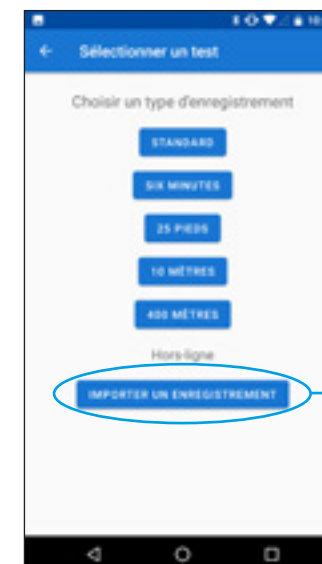 Sélectionner un test
Choisir un type d'enregistrement
STANDARD
SIX MINUTES
25 PIEDS
10 MÈTRES
400 MÈTRES
Hors-ligne
IMPORTER UN ENREGISTREMENT